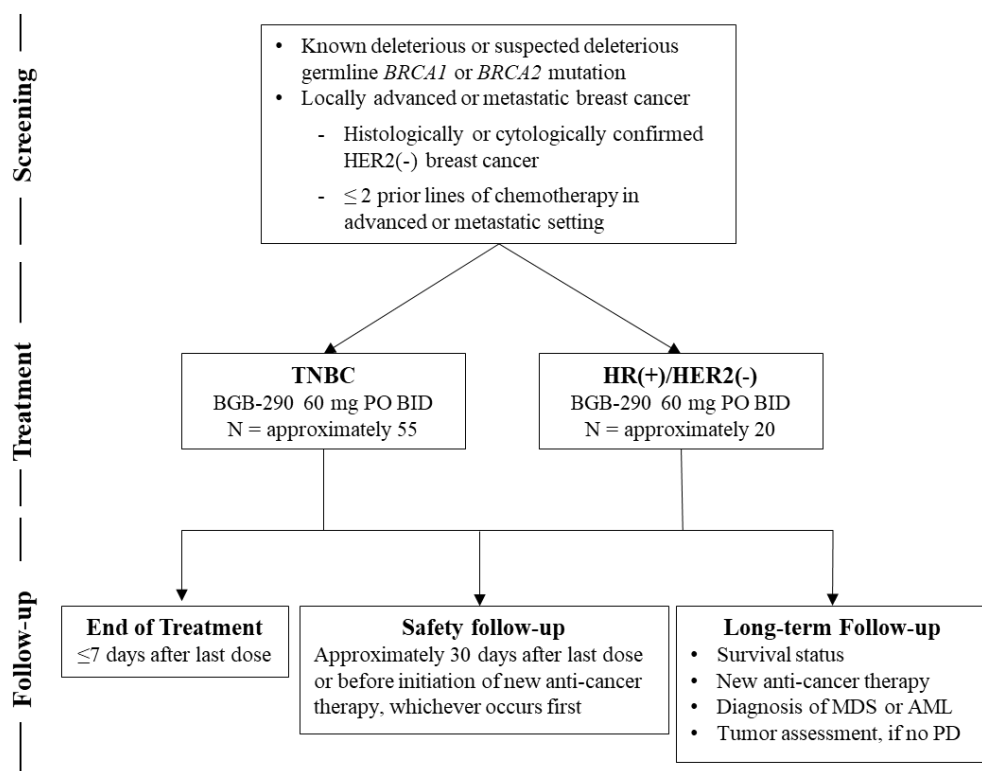 Screening
• Known deleterious or suspected deleterious
germline BRCA1 or BRCA2 mutation
• Locally advanced or metastatic breast cancer
- Histologically or cytologically confirmed
HER2(-) breast cancer
- ≤ 2 prior lines of chemotherapy in
advanced or metastatic setting
Treatment
TNBC
BGB-290 60 mg PO BID
N = approximately 55
HR(+)/HER2(-)
BGB-290 60 mg PO BID
N = approximately 20
Follow-up
End of Treatment
≤7 days after last dose
Safety follow-up
Approximately 30 days after last dose
or before initiation of new anti-cancer
therapy, whichever occurs first
Long-term Follow-up
• Survival status
• New anti-cancer therapy
• Diagnosis of MDS or AML
• Tumor assessment, if no PD